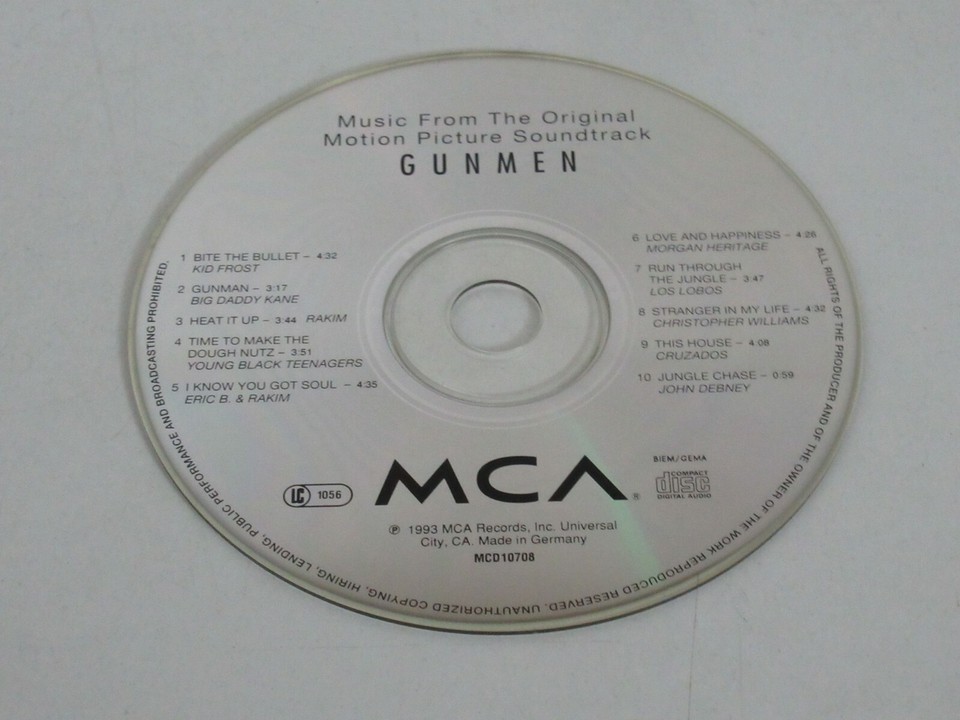 Music From The Original
Motion Picture Soundtrack
GUNMEN
1 BITE THE BULLET – 4:32
KID FROST
2 GUNMAN – 3:17
BIG DADDY KANE
3 HEAT IT UP – 3:44 RAKIM
4 TIME TO MAKE THE
DOUGH NUTZ – 3:51
YOUNG BLACK TEENAGERS
5 I KNOW YOU GOT SOUL – 4:35
ERIC B. & RAKIM
6 LOVE AND HAPPINESS – 4:26
MORGAN HERITAGE
7 RUN THROUGH
THE JUNGLE – 3:47
LOS LOBOS
8 STRANGER IN MY LIFE – 4:32
CHRISTOPHER WILLIAMS
9 THIS HOUSE – 4:08
CRUZADOS
10 JUNGLE CHASE – 0:59
JOHN DEBNEY
LC 1056
MCA®
BIEM/GEMA
COMPACT
disc
DIGITAL AUDIO
℗ 1993 MCA Records, Inc. Universal
City, CA. Made in Germany
MCD10708
ALL RIGHTS OF THE PRODUCER AND OF THE OWNER OF THE WORK REPRODUCED RESERVED. UNAUTHORIZED COPYING, HIRING, LENDING, PUBLIC PERFORMANCE AND BROADCASTING PROHIBITED.